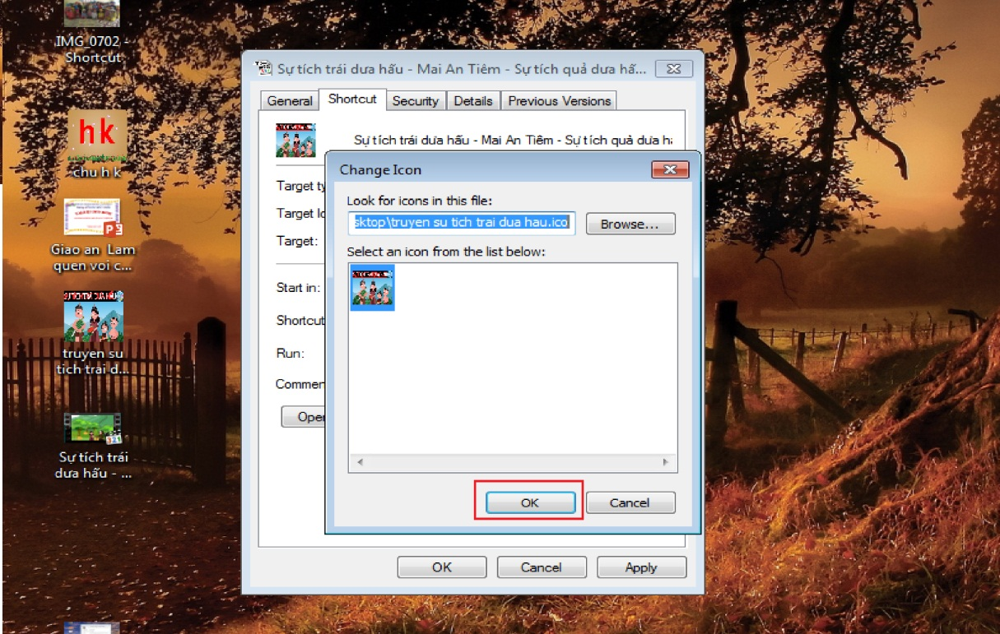 IMG_0702 -
Shortcut
hk
chu h k
Giao an Lam
quen voi c...
truyen su
tich trai d...
321
Sự tích trái
dưa hấu - ...
Sự tích trái dưa hấu - Mai An Tiêm - Sự tích quả dưa hấ...
General
Shortcut
Security
Details
Previous Versions
Sự tích trái dưa hấu - Mai An Tiêm - Sự tích quả dưa hấ
Target ty
Target lo
Target:
Start in:
Shortcut
Run:
Commen
Open
Change Icon
Look for icons in this file:
sktop\truyen su tich trai dua hau.ico
Browse...
Select an icon from the list below:
OK
Cancel
OK
Cancel
Apply